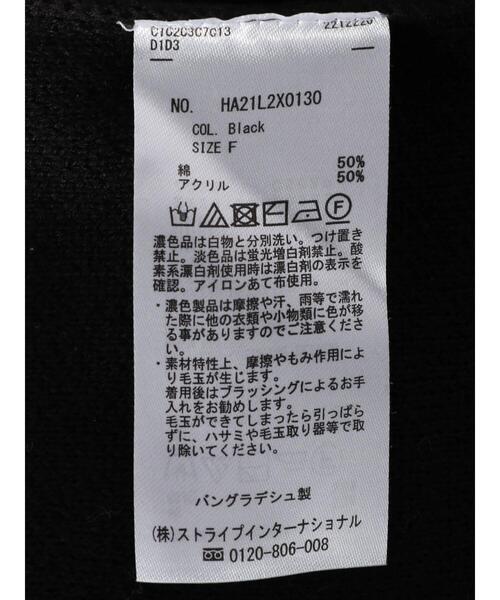 C1C2C3C7C13
D1D3
2212220
NO. HA21L2X0130
COL. Black
SIZE F
綿 50%
アクリル 50%
濃色品は白物と分別洗い。つけ置き
禁止。淡色品は蛍光増白剤禁止。酸
素系漂白剤使用時は漂白剤の表示を
確認。アイロンあて布使用。
・濃色製品は摩擦や汗、雨等で濡れ
た際に他の衣類や小物類に色が移
る事がありますのでご注意くださ
い。
・素材特性上、摩擦やもみ作用によ
り毛玉が生じます。
着用後はブラッシングによるお手
入れをお勧めします。
毛玉ができてしまったら引っぱら
ずに、ハサミや毛玉取り器等で取
り除いてください。
バングラデシュ製
(株)ストライプインターナショナル
0120-806-008